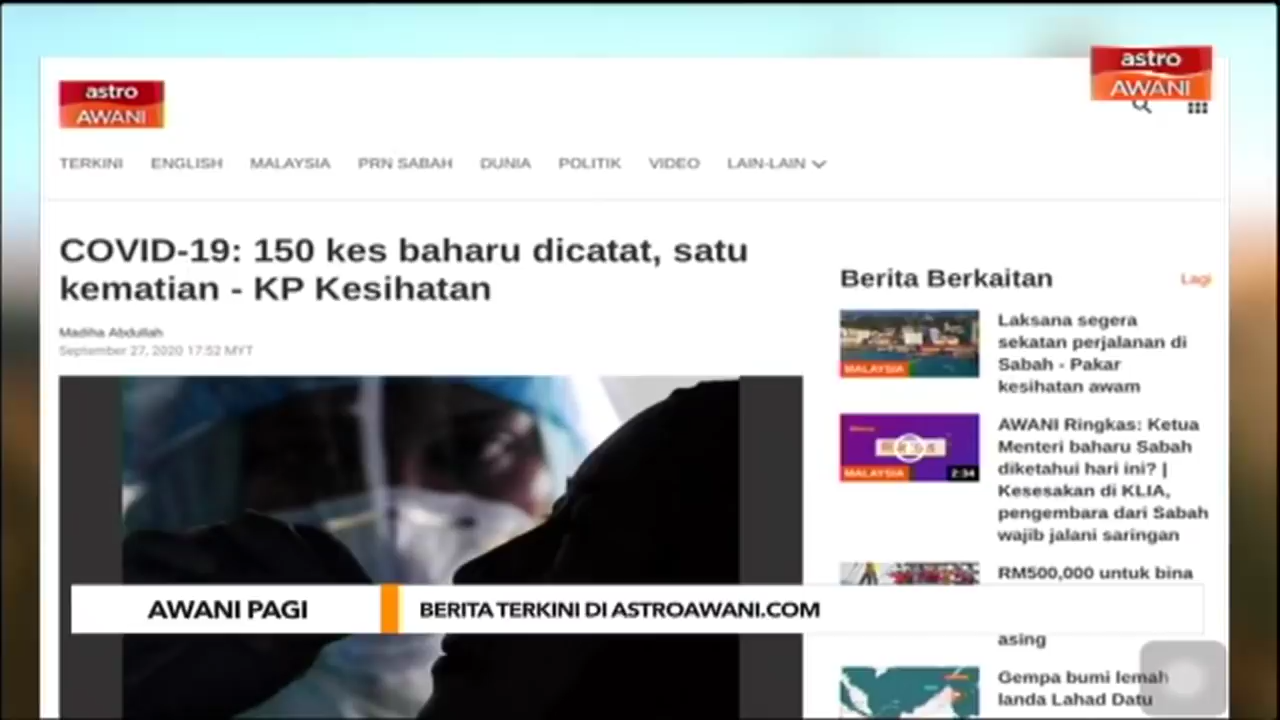 astro
AWANI
astro
AWANI
TERKINI ENGLISH MALAYSIA PRN SABAH DUNIA POLITIK VIDEO LAIN-LAIN
COVID-19: 150 kes baharu dicatat, satu
kematian - KP Kesihatan
Madiha Abdullah
September 27, 2020 17:52 MYT
Berita Berkaitan
Lagi
MALAYSIA
Laksana segera
sekatan perjalanan di
Sabah - Pakar
kesihatan awam
MALAYSIA
2:34
AWANI Ringkas: Ketua
Menteri baharu Sabah
diketahui hari ini? |
Kesesakan di KLIA,
pengembara dari Sabah
wajib jalani saringan
RM500,000 untuk bina
asing
Gempa bumi lemah
landa Lahad Datu
AWANI PAGI
BERITA TERKINI DI ASTROAWANI.COM